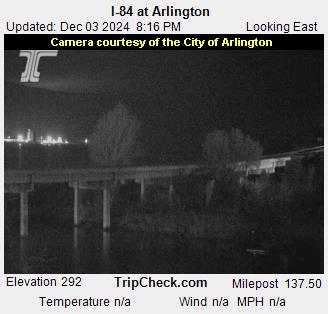 I-84 at Arlington
Updated: Dec 03 2024 8:16 PM Looking East
Camera courtesy of the City of Arlington
Elevation 292 TripCheck.com Milepost 137.50
Temperature n/a Wind n/a MPH n/a